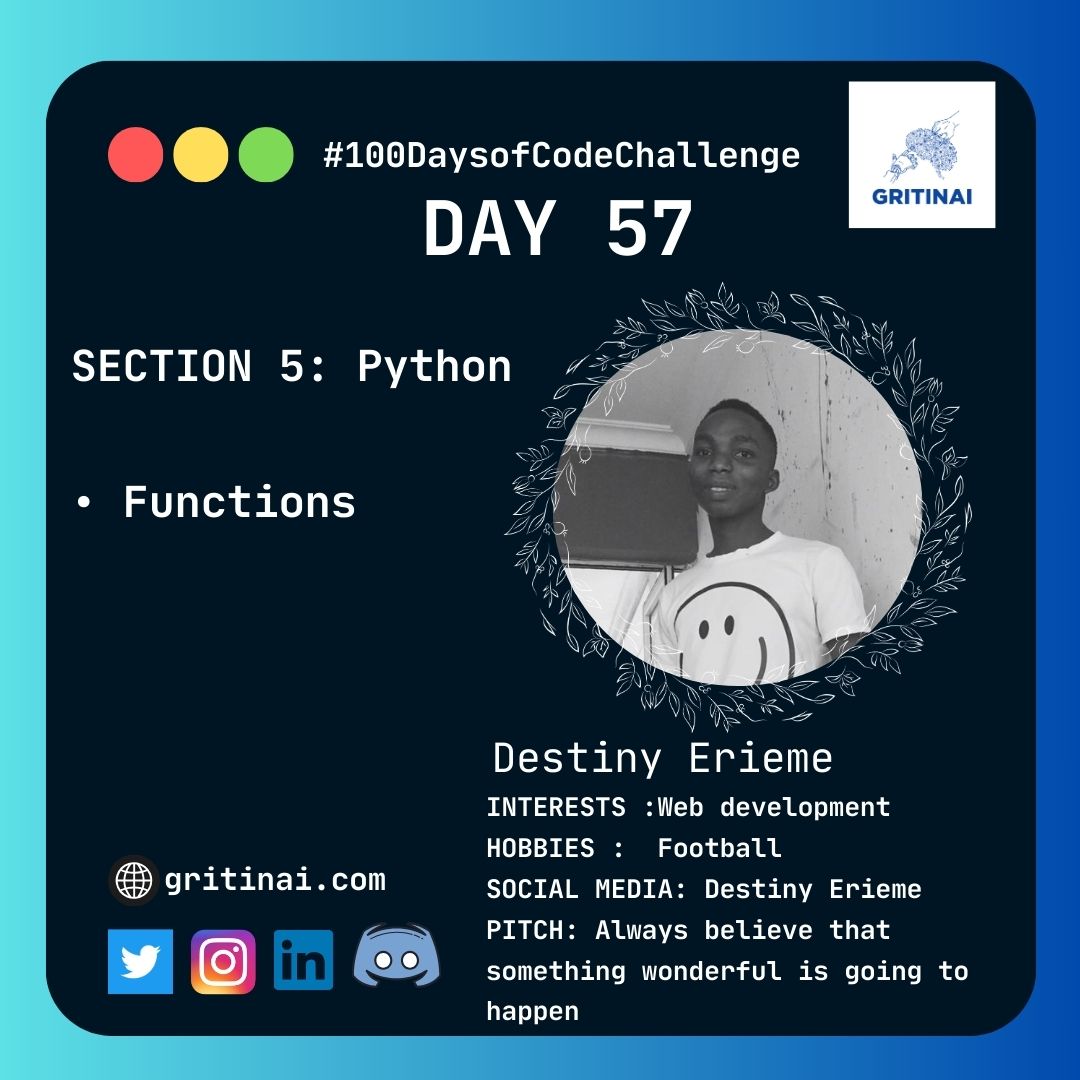 #100DaysofCodeChallenge
GRITINAI
DAY 57
SECTION 5: Python
• Functions
Destiny Erieme
INTERESTS :Web development
HOBBIES : Football
SOCIAL MEDIA: Destiny Erieme
PITCH: Always believe that
something wonderful is going to
happen
gritinai.com
in